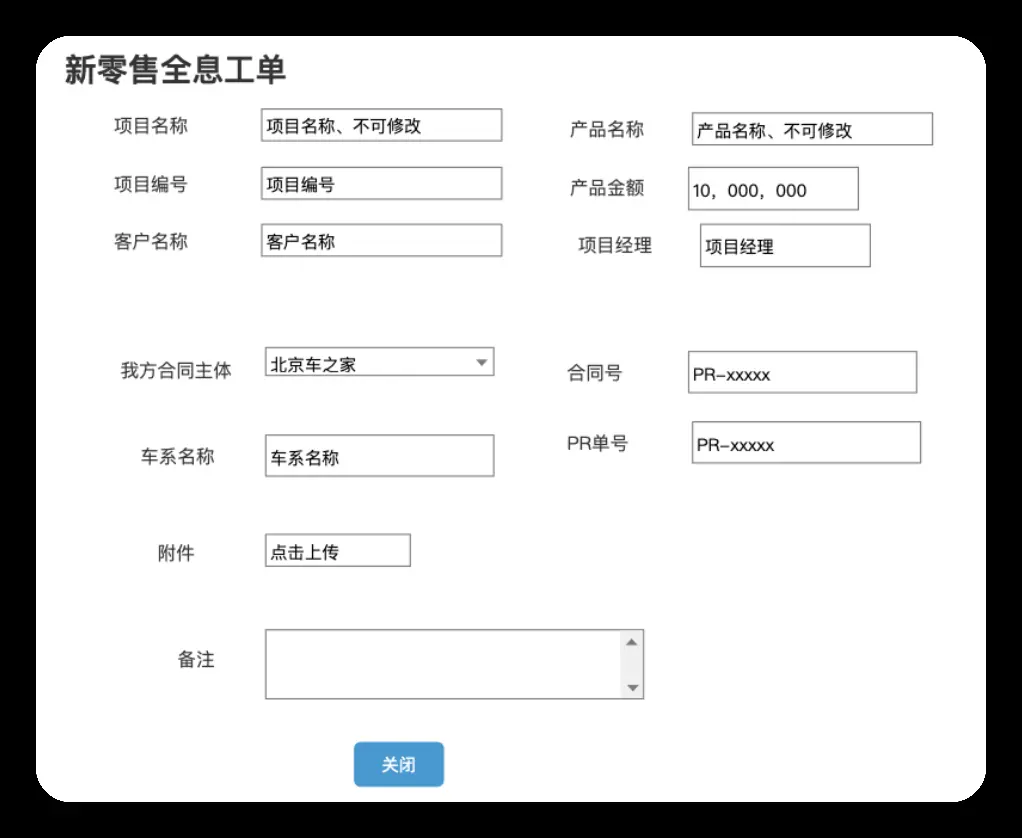 新零售全息工单
项目名称 项目名称、不可修改 产品名称 产品名称、不可修改
项目编号 项目编号 产品金额 10，000，000
客户名称 客户名称 项目经理 项目经理
我方合同主体 北京车之家 合同号 PR-xxxxx
车系名称 车系名称 PR单号 PR-xxxxx
附件 点击上传
备注
关闭